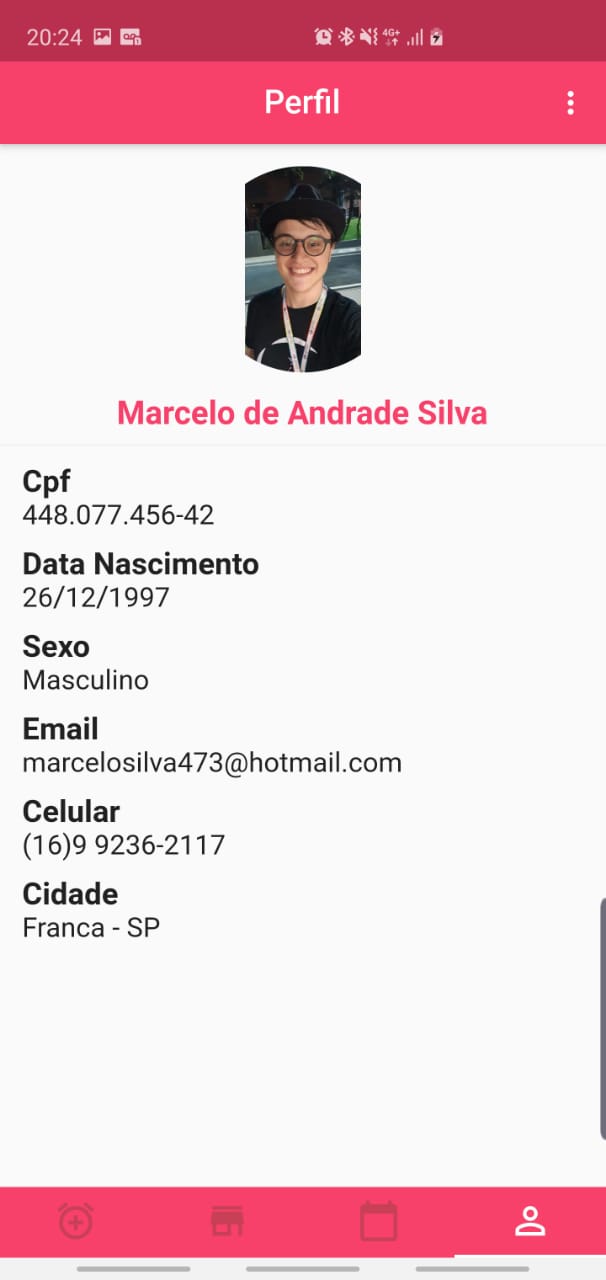 20:24
4G+
Perfil
Marcelo de Andrade Silva
Cpf
448.077.456-42
Data Nascimento
26/12/1997
Sexo
Masculino
Email
marcelosilva473@hotmail.com
Celular
(16)9 9236-2117
Cidade
Franca - SP